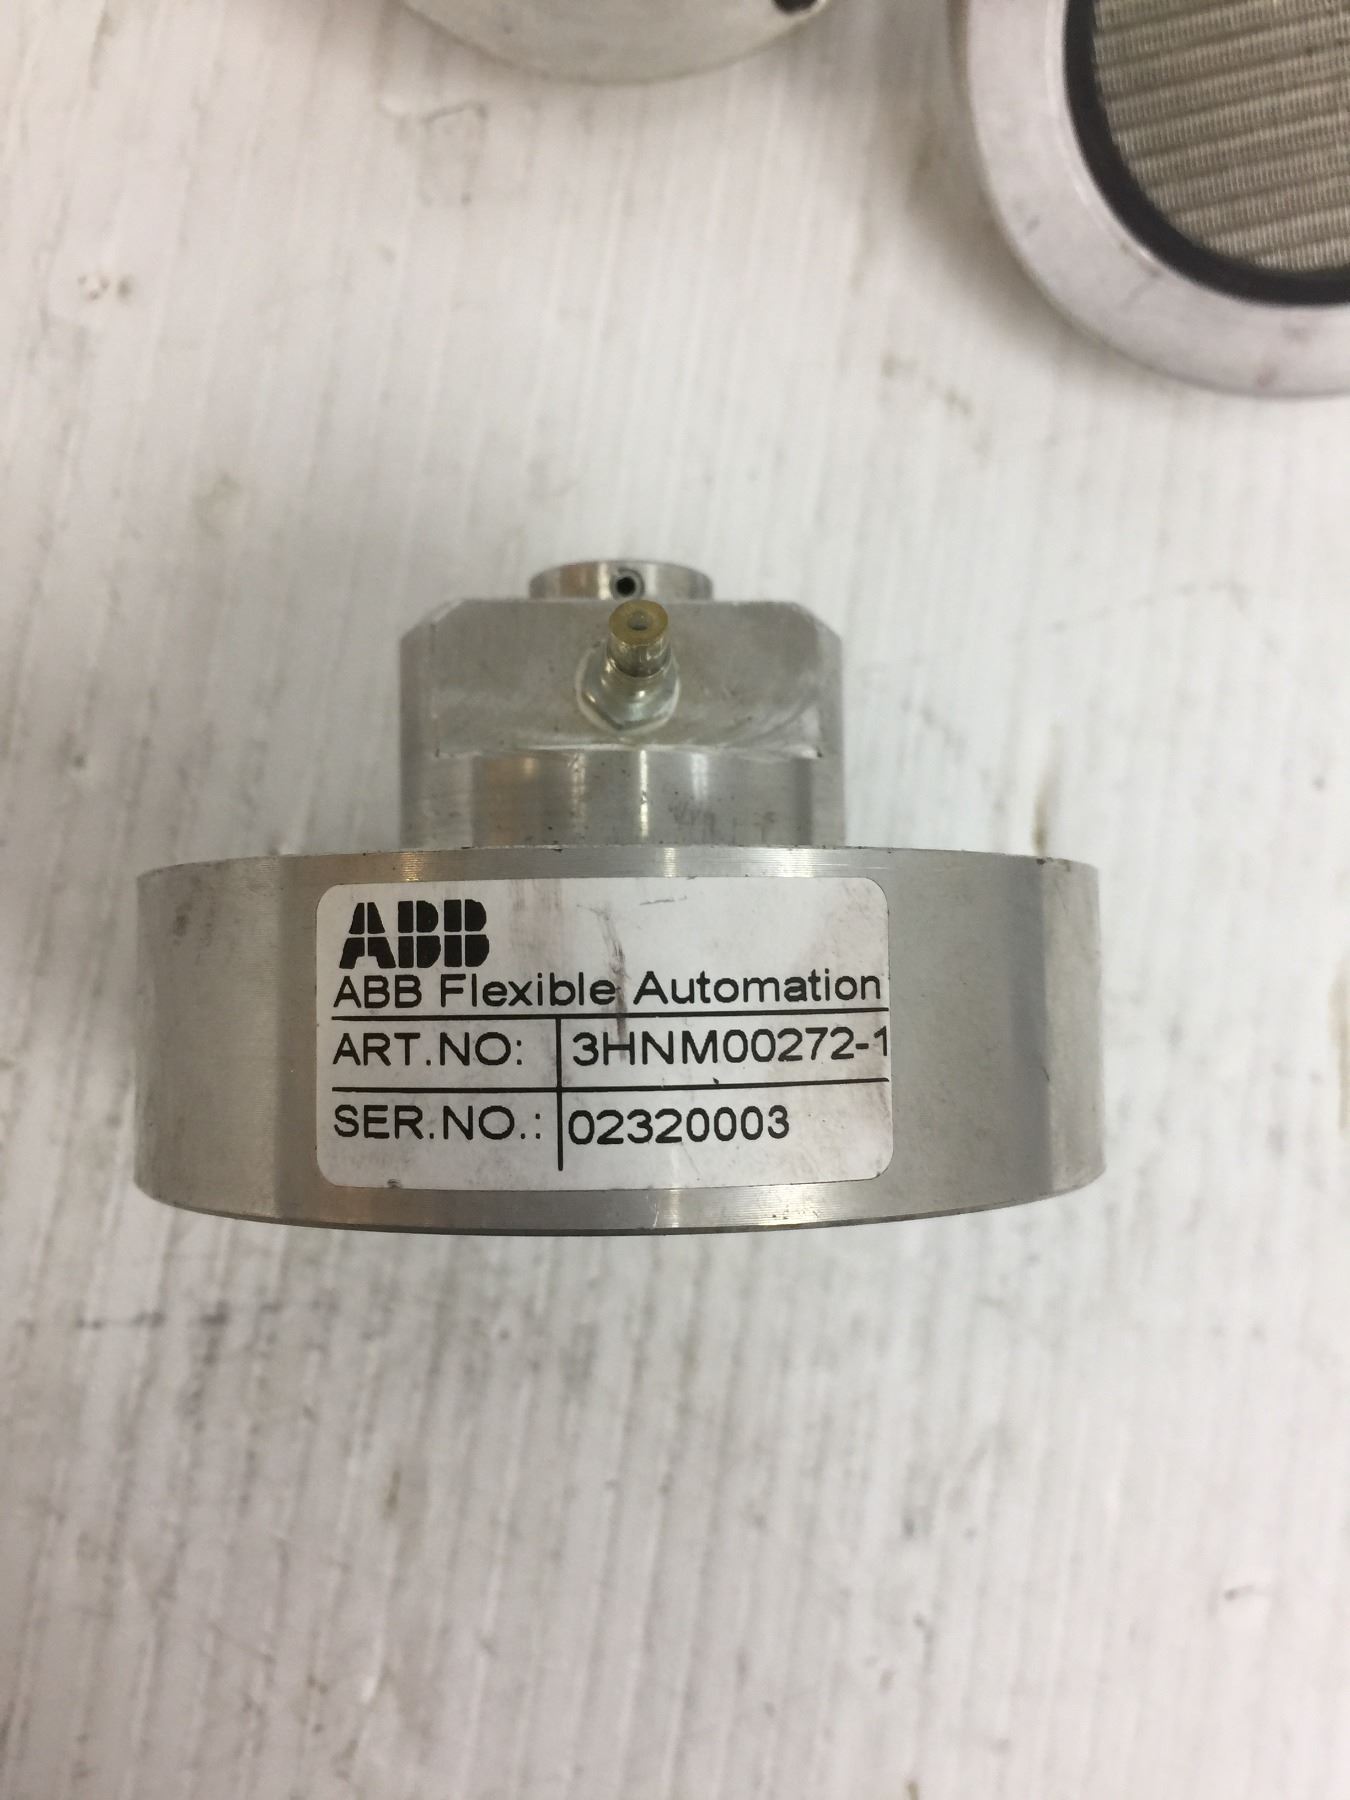 ABB
ABB Flexible Automation
ART.NO: 3HNM00272-1
SER.NO.: 02320003